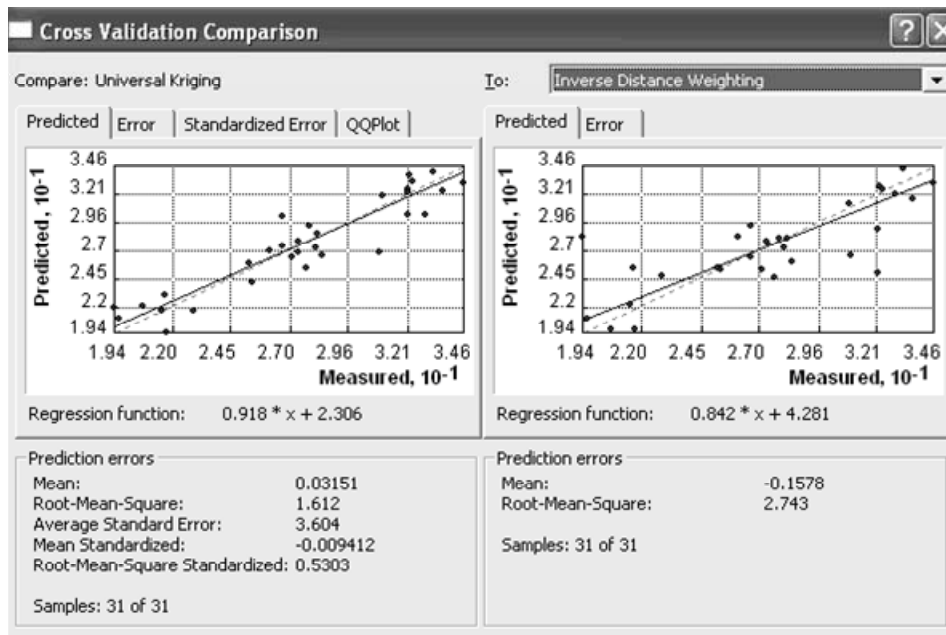 Cross Validation Comparison
?
X
Compare: Universal Kriging
To: Inverse Distance Weighting
Predicted Error Standardized Error QQPlot
Predicted, 10-1
3.46
3.21
2.96
2.7
2.45
2.2
1.94
1.94 2.20 2.45 2.70 2.96 3.21 3.46
Measured, 10-1
Regression function: 0.918 * x + 2.306
Prediction errors
Mean: 0.03151
Root-Mean-Square: 1.612
Average Standard Error: 3.604
Mean Standardized: -0.009412
Root-Mean-Square Standardized: 0.5303
Samples: 31 of 31
Predicted Error
Predicted, 10-1
3.46
3.21
2.96
2.7
2.45
2.2
1.94
1.94 2.20 2.45 2.70 2.96 3.21 3.46
Measured, 10-1
Regression function: 0.842 * x + 4.281
Prediction errors
Mean: -0.1578
Root-Mean-Square: 2.743
Samples: 31 of 31